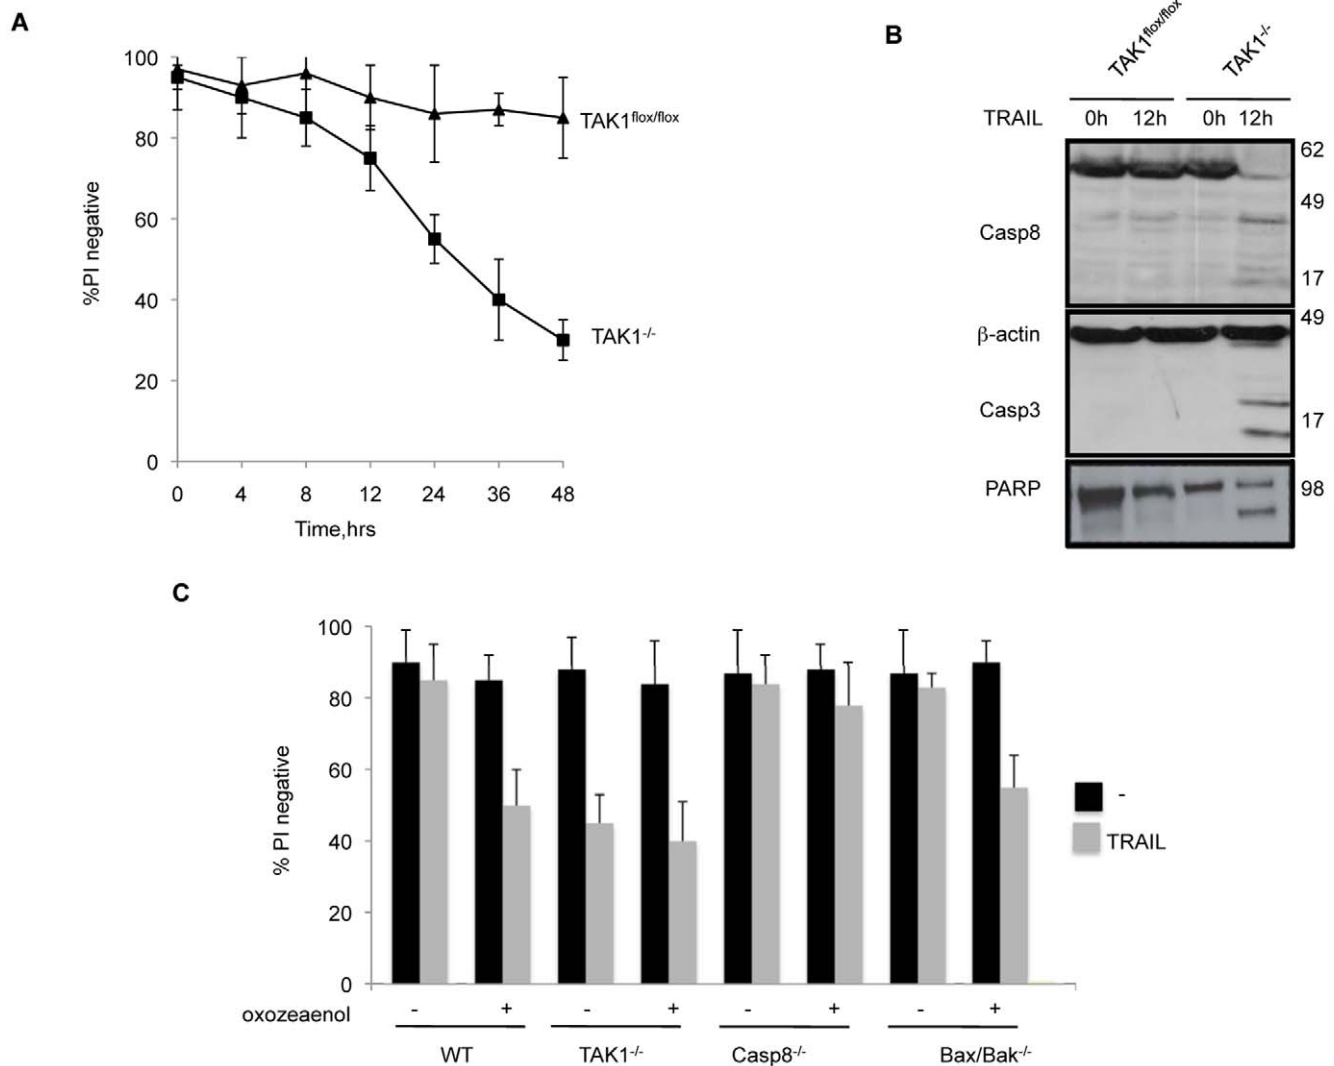 A
100
80
60
40
20
0
%PI negative
0 4 8 12 24 36 48
Time,hrs
TAK1flox/flox
TAK1-/-
B
TAK1flox/flox
TAK1-/-
TRAIL 0h 12h 0h 12h
62
49
Casp8
17
49
β-actin
Casp3
17
PARP
98
C
100
80
60
40
20
0
% PI negative
-
TRAIL
oxozeaenol - + - + - + - +
WT TAK1-/- Casp8-/- Bax/Bak-/-